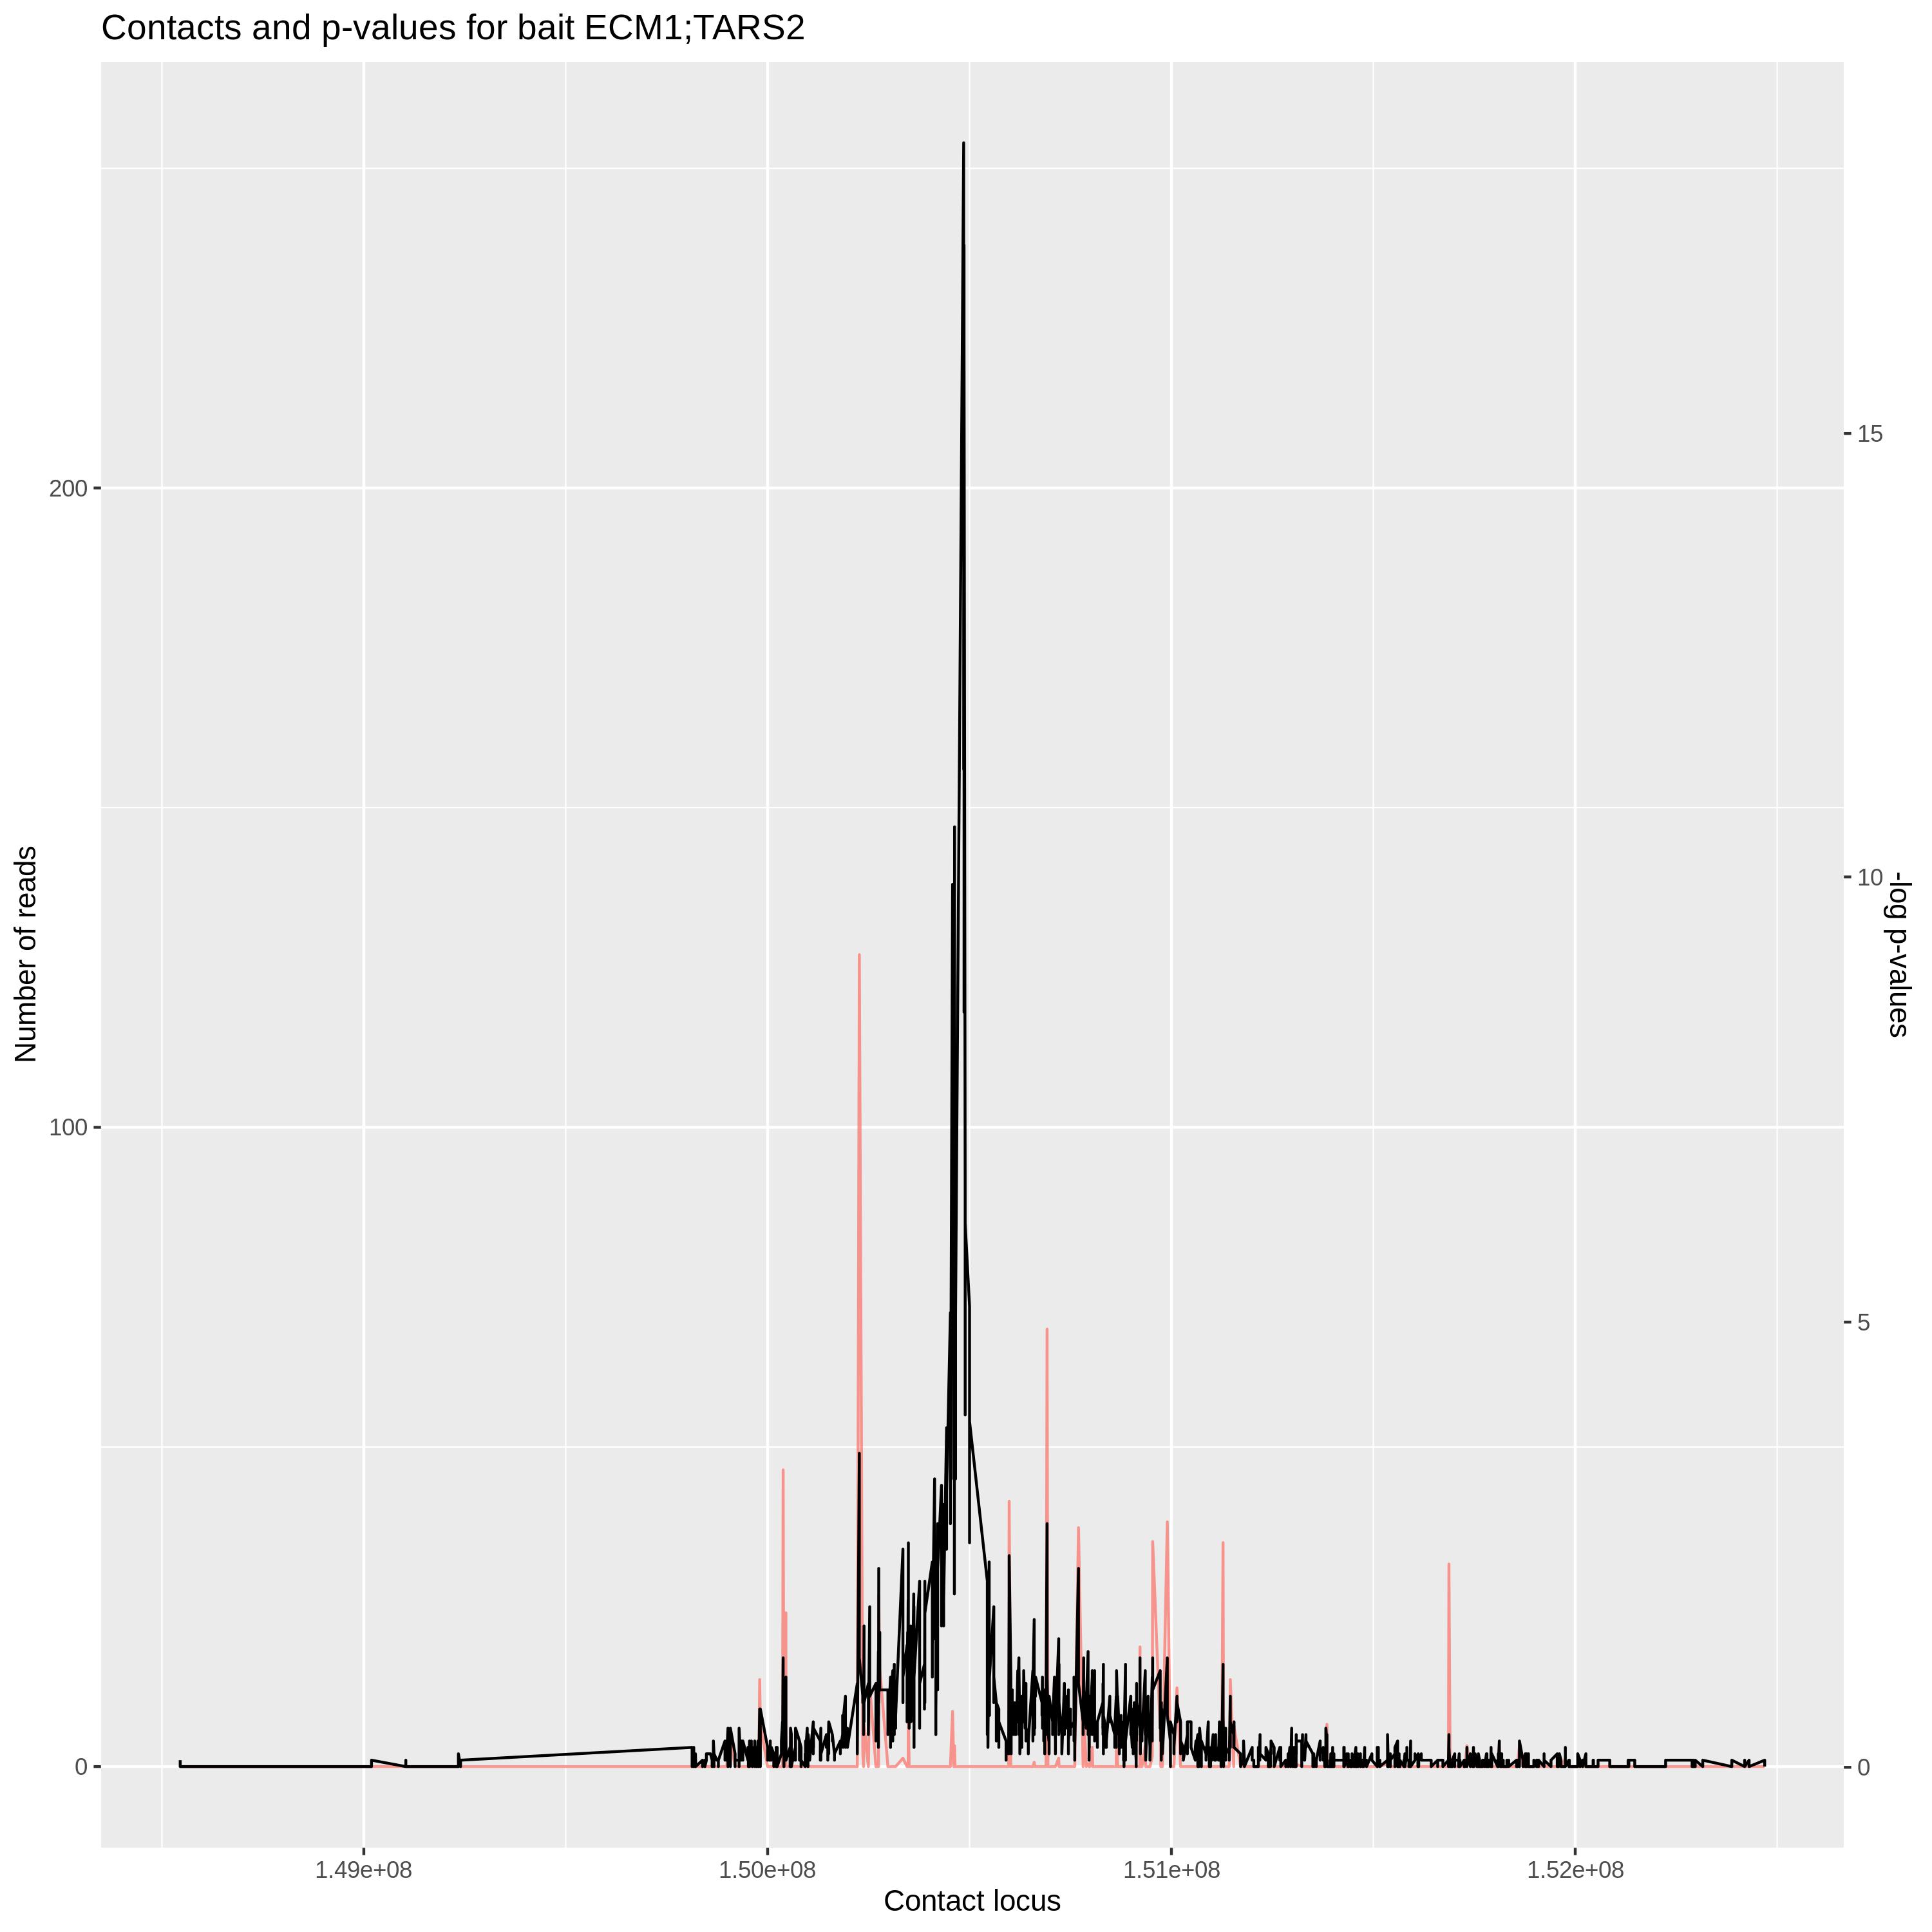 Contacts and p-values for bait ECM1;TARS2
Number of reads
200
100
0
15
10
5
0
-log p-values
1.49e+08
1.50e+08
1.51e+08
1.52e+08
Contact locus